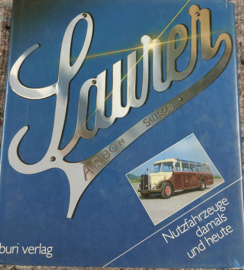 Saurer
ARBON Suisse
Nutzfahrzeuge
damals
und heute
buri verlag